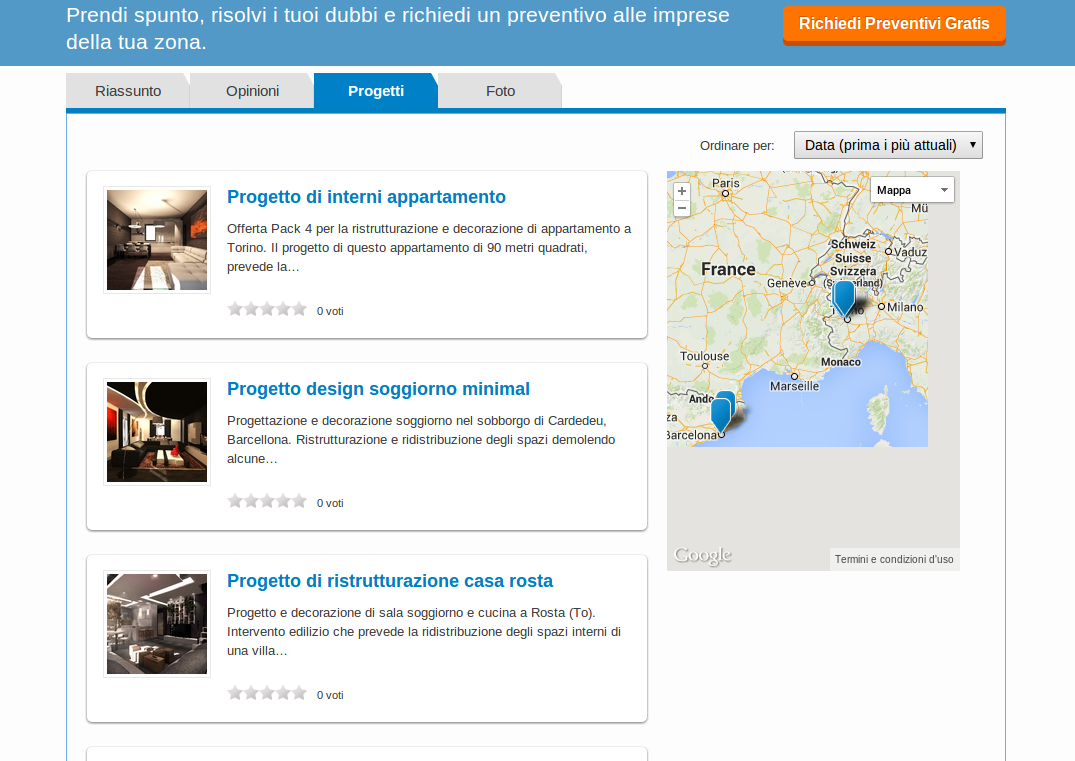 Prendi spunto, risolvi i tuoi dubbi e richiedi un preventivo alle imprese
della tua zona.
Richiedi Preventivi Gratis
Riassunto
Opinioni
Progetti
Foto
Ordinare per:
Data (prima i più attuali)
Progetto di interni appartamento
Offerta Pack 4 per la ristrutturazione e decorazione di appartamento a
Torino. Il progetto di questo appartamento di 90 metri quadrati,
prevede la…
0 voti
Progetto design soggiorno minimal
Progettazione e decorazione soggiorno nel sobborgo di Cardedeu,
Barcellona. Ristrutturazione e ridistribuzione degli spazi demolendo
alcune…
0 voti
Progetto di ristrutturazione casa rosta
Progetto e decorazione di sala soggiorno e cucina a Rosta (To).
Intervento edilizio che prevede la ridistribuzione degli spazi interni di
una villa…
0 voti
+
−
Paris
Mappa
Mü
Schweiz
Suisse
Svizzera
Vaduz
France
Genève
Milano
Toulouse
Monaco
Marseille
Ando
za
Barcelona
Google
Termini e condizioni d'uso